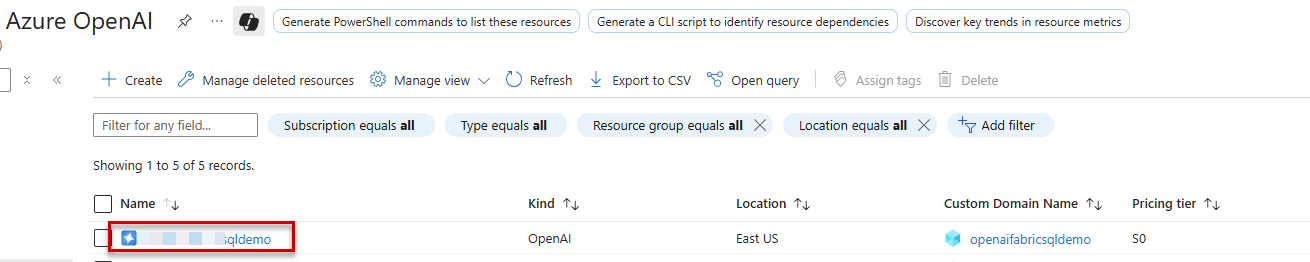 Azure OpenAI ... Generate PowerShell commands to list these resources Generate a CLI script to identify resource dependencies Discover key trends in resource metrics
)
« + Create Manage deleted resources Manage view Refresh Export to CSV Open query Assign tags Delete
Filter for any field... Subscription equals all Type equals all Resource group equals all Location equals all Add filter
Showing 1 to 5 of 5 records.
Name ↑↓ Kind ↑↓ Location ↑↓ Custom Domain Name ↑↓ Pricing tier ↑↓
sqldemo OpenAI East US openaifabricsqldemo S0